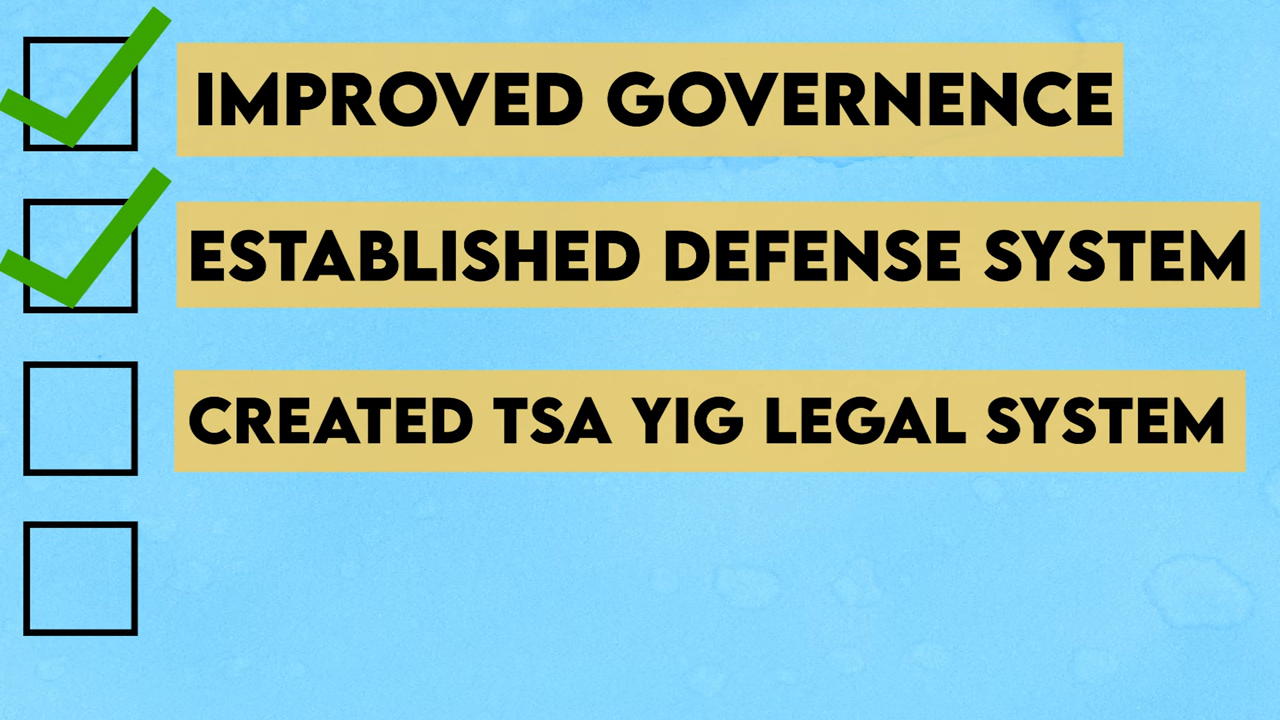 IMPROVED GOVERNENCE
ESTABLISHED DEFENSE SYSTEM
CREATED TSA YIG LEGAL SYSTEM